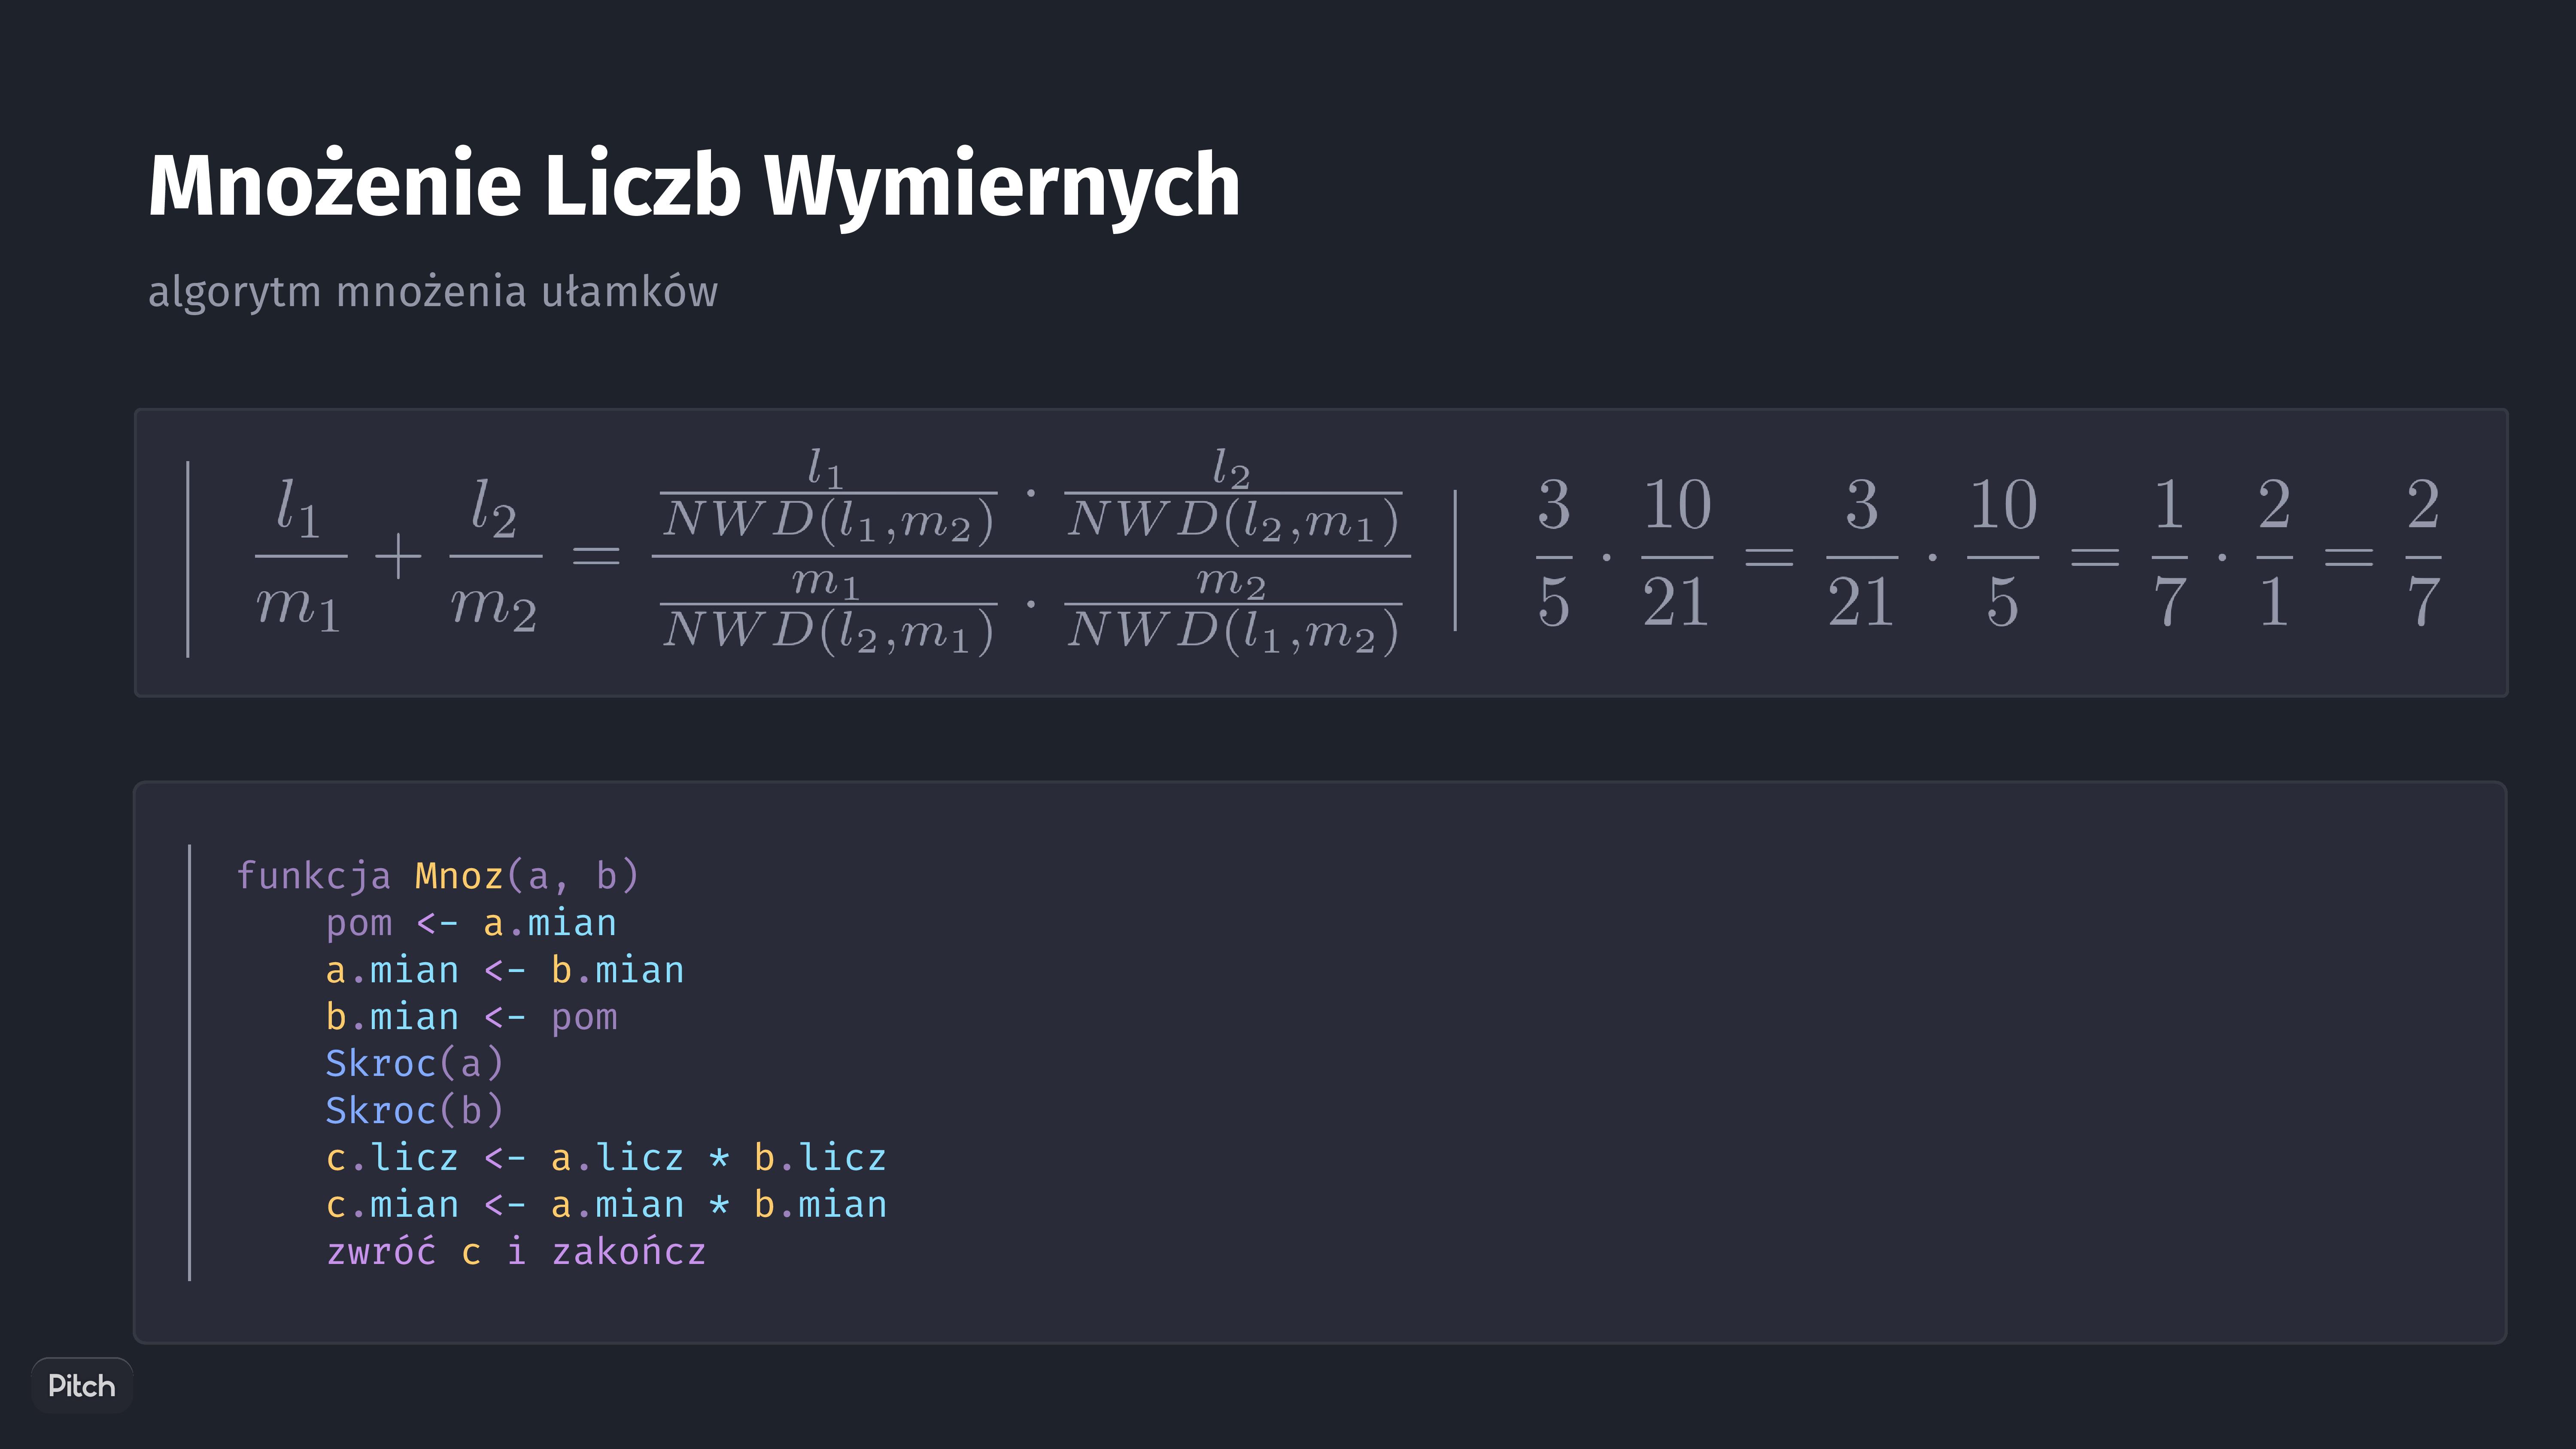 Mnożenie Liczb Wymiernych
algorytm mnożenia ułamków
\frac{l_1}{m_1} + \frac{l_2}{m_2} = \frac{\frac{l_1}{NWD(l_1,m_2)} \cdot \frac{l_2}{NWD(l_2,m_1)}}{\frac{m_1}{NWD(l_2,m_1)} \cdot \frac{m_2}{NWD(l_1,m_2)}} | \frac{3}{5} \cdot \frac{10}{21} = \frac{3}{21} \cdot \frac{10}{5} = \frac{1}{7} \cdot \frac{2}{1} = \frac{2}{7}
funkcja Mnoz(a, b)
pom <- a.mian
a.mian <- b.mian
b.mian <- pom
Skroc(a)
Skroc(b)
c.licz <- a.licz * b.licz
c.mian <- a.mian * b.mian
zwróć c i zakończ
Pitch